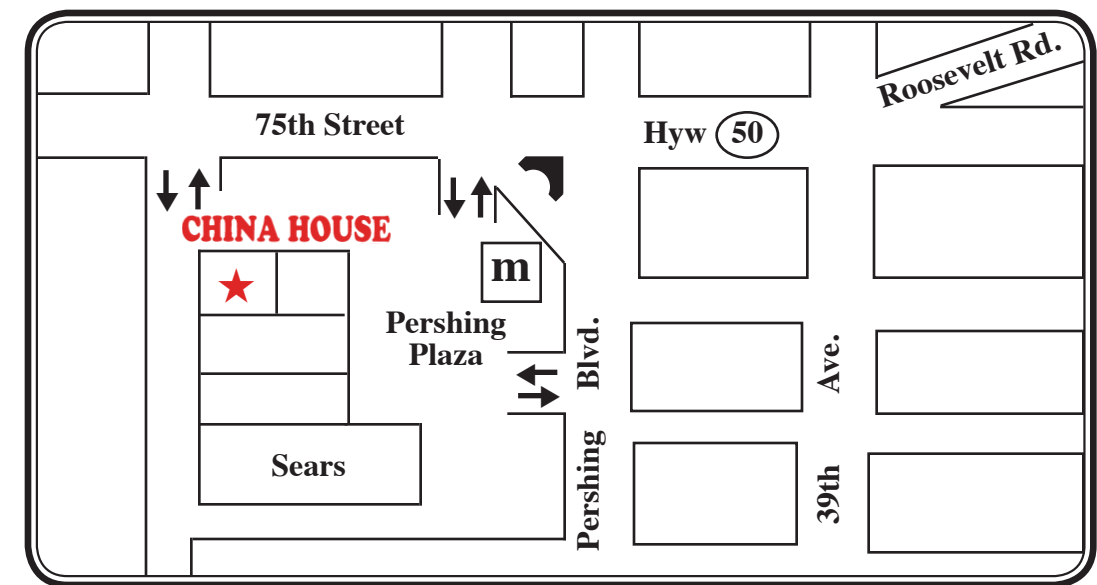 Roosevelt Rd.
75th Street
Hyw 50
CHINA HOUSE
m
Pershing
Plaza
Pershing Blvd.
39th Ave.
Sears